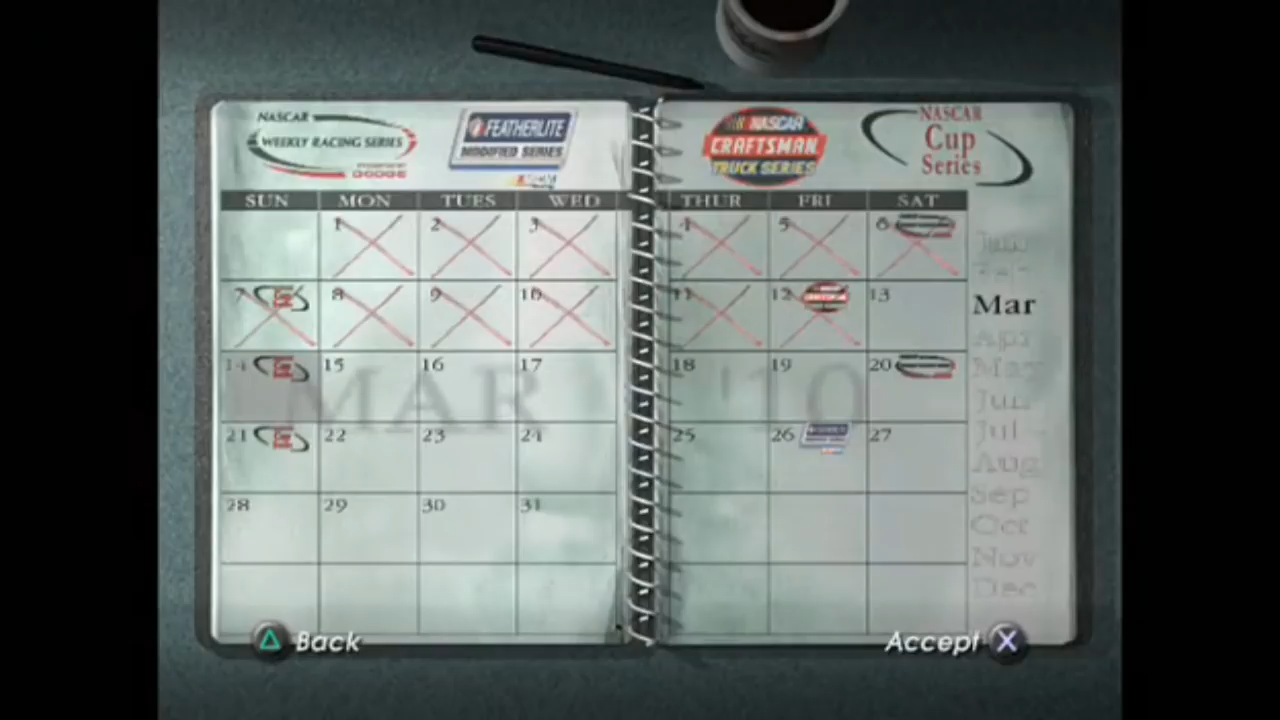 NASCAR
WEEKLY RACING SERIES
DODGE
FEATHERLITE
MODIFIED SERIES
NASCAR
CRAFTSMAN
TRUCK SERIES
NASCAR
Cup
Series
SUN MON TUES WED THUR FRI SAT
1 2 3 4 5 6
7 8 9 10 11 12 13
14 15 16 17 18 19 20
21 22 23 24 25 26 27
28 29 30 31
MAR '10
Jan
Feb
Mar
Apr
May
Jun
Jul
Aug
Sep
Oct
Nov
Dec
Back
Accept X